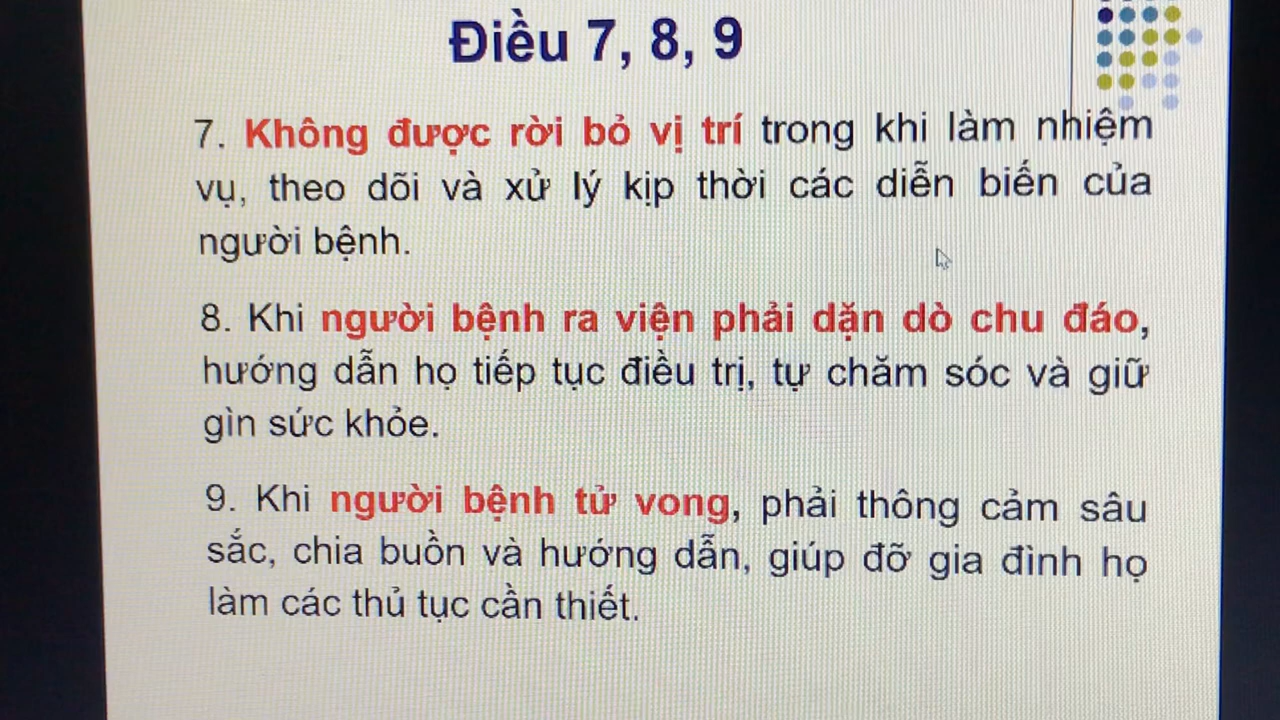 Điều 7, 8, 9
7. Không được rời bỏ vị trí trong khi làm nhiệm
vụ, theo dõi và xử lý kịp thời các diễn biến của
người bệnh.
8. Khi người bệnh ra viện phải dặn dò chu đáo,
hướng dẫn họ tiếp tục điều trị, tự chăm sóc và giữ
gìn sức khỏe.
9. Khi người bệnh tử vong, phải thông cảm sâu
sắc, chia buồn và hướng dẫn, giúp đỡ gia đình họ
làm các thủ tục cần thiết.